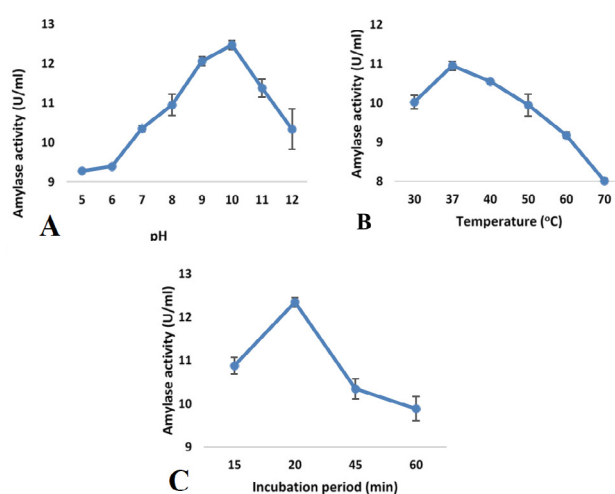 13
12
11
10
9
Amylase activity (U/ml)
5 6 7 8 9 10 11 12
pH
A
12
11
10
9
8
Amylase activity (U/ml)
30 37 40 50 60 70
Temperature (ᵒC)
B
13
12
11
10
9
Amylase activity (U/ml)
15 20 45 60
Incubation period (min)
C